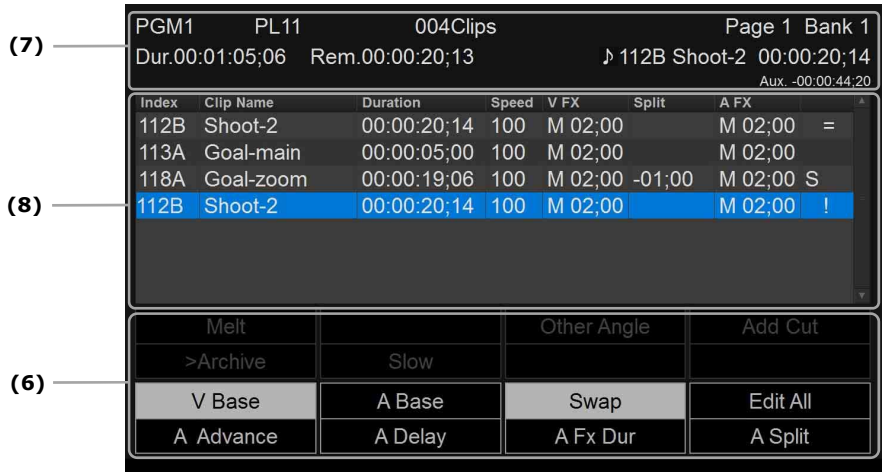 (7)
PGM1 PL11 004Clips Page 1 Bank 1
Dur.00:01:05;06 Rem.00:00:20;13 ♪ 112B Shoot-2 00:00:20;14
Aux. -00:00:44;20
(8)
Index Clip Name Duration Speed V FX Split A FX
112B Shoot-2 00:00:20;14 100 M 02;00 M 02;00 =
113A Goal-main 00:00:05;00 100 M 02;00 M 02;00
118A Goal-zoom 00:00:19;06 100 M 02;00 -01;00 M 02;00 S
112B Shoot-2 00:00:20;14 100 M 02;00 M 02;00 !
(6)
Melt Other Angle Add Cut
>Archive Slow
V Base A Base Swap Edit All
A Advance A Delay A Fx Dur A Split